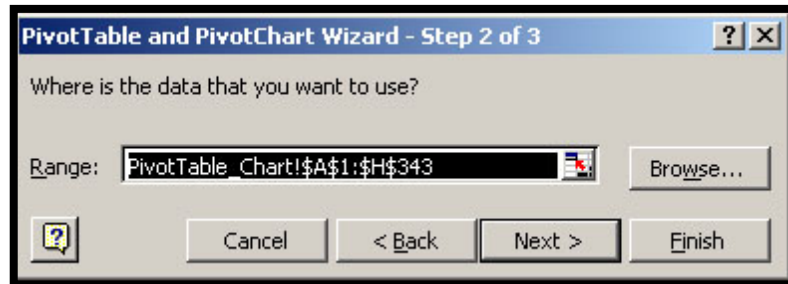 PivotTable and PivotChart Wizard - Step 2 of 3
Where is the data that you want to use?
Range: PivotTable_Chart!$A$1:$H$343 Browse...
Cancel < Back Next > Finish